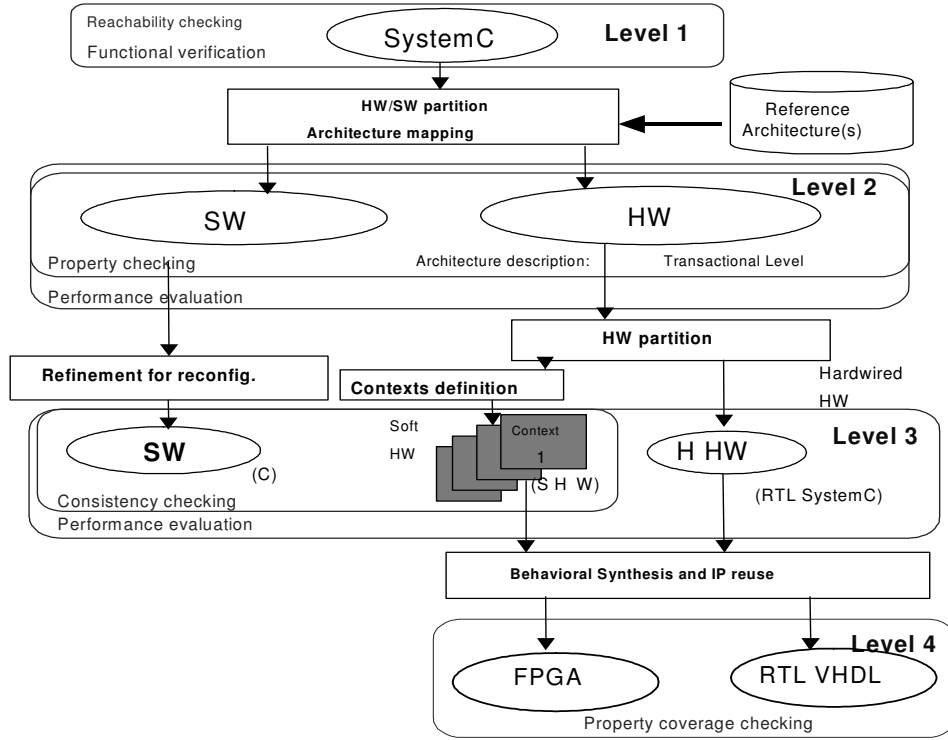 Reachability checking
SystemC
Level 1
Functional verification
HW/SW partition
Architecture mapping
Reference
Architecture(s)
Level 2
SW
HW
Property checking
Architecture description:
Transactional Level
Performance evaluation
HW partition
Refinement for reconfig.
Contexts definition
Hardwired
HW
Level 3
SW
(C)
Soft
HW
Context
1
(S H W)
H HW
(RTL SystemC)
Consistency checking
Performance evaluation
Behavioral Synthesis and IP reuse
Level 4
FPGA
RTL VHDL
Property coverage checking